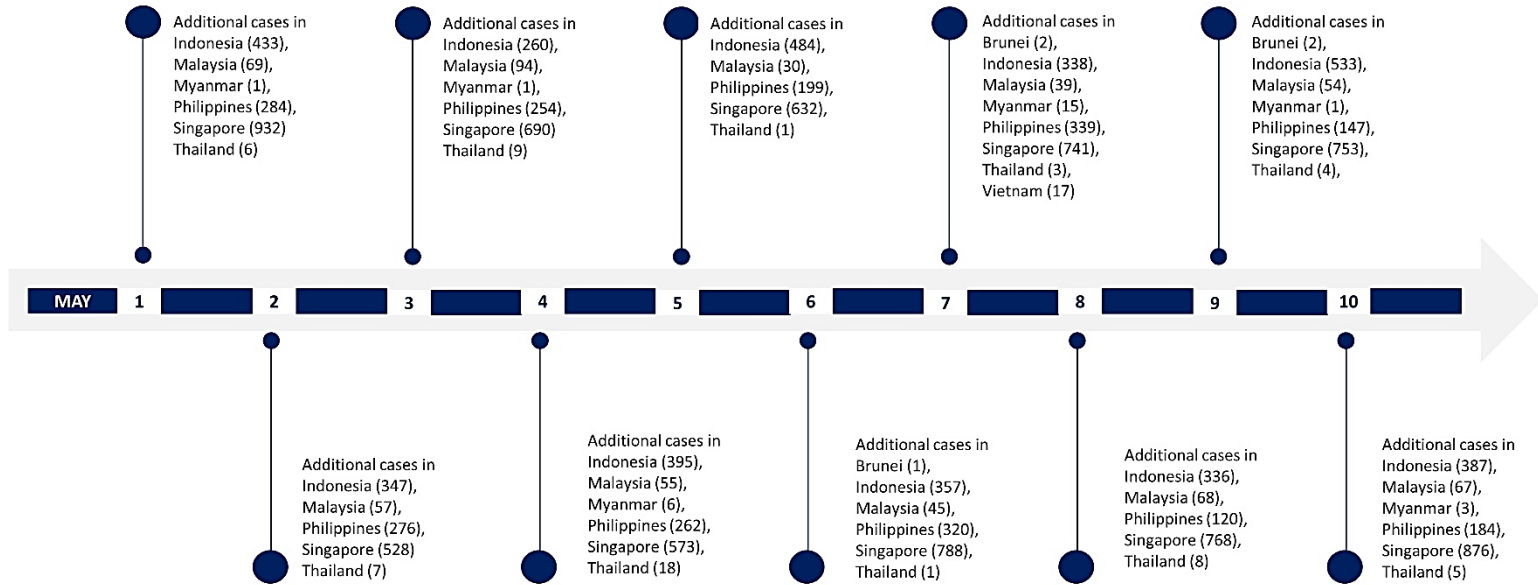 Additional cases in
Indonesia (433),
Malaysia (69),
Myanmar (1),
Philippines (284),
Singapore (932)
Thailand (6)
Additional cases in
Indonesia (260),
Malaysia (94),
Myanmar (1),
Philippines (254),
Singapore (690)
Thailand (9)
Additional cases in
Indonesia (484),
Malaysia (30),
Philippines (199),
Singapore (632),
Thailand (1)
Additional cases in
Brunei (2),
Indonesia (338),
Malaysia (39),
Myanmar (15),
Philippines (339),
Singapore (741),
Thailand (3),
Vietnam (17)
Additional cases in
Brunei (2),
Indonesia (533),
Malaysia (54),
Myanmar (1),
Philippines (147),
Singapore (753),
Thailand (4),
MAY 1 2 3 4 5 6 7 8 9 10
Additional cases in
Indonesia (347),
Malaysia (57),
Philippines (276),
Singapore (528)
Thailand (7)
Additional cases in
Indonesia (395),
Malaysia (55),
Myanmar (6),
Philippines (262),
Singapore (573),
Thailand (18)
Additional cases in
Brunei (1),
Indonesia (357),
Malaysia (45),
Philippines (320),
Singapore (788),
Thailand (1)
Additional cases in
Indonesia (336),
Malaysia (68),
Philippines (120),
Singapore (768),
Thailand (8)
Additional cases in
Indonesia (387),
Malaysia (67),
Myanmar (3),
Philippines (184),
Singapore (876),
Thailand (5)